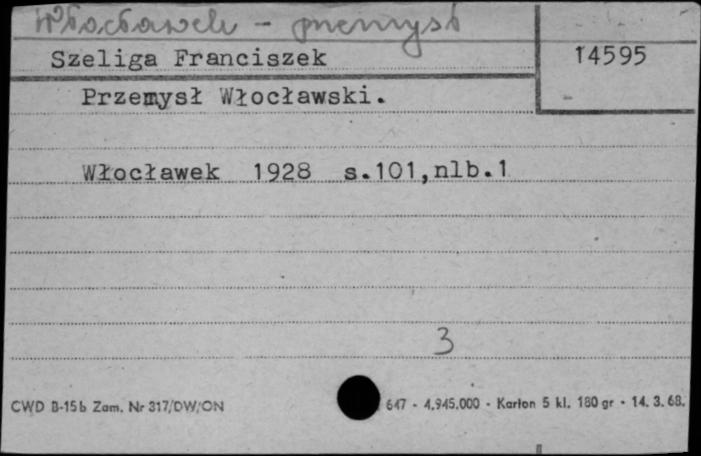 Włocławek - przemysł
Szeliga Franciszek
14595
Przemysł Włocławski.
Włocławek 1928 s.101,nlb.1
3
CWD B-15b Zam. Nr 317/DW/ON 647 - 4.945.000 - Karton 5 kl. 180 gr - 14. 3. 68.